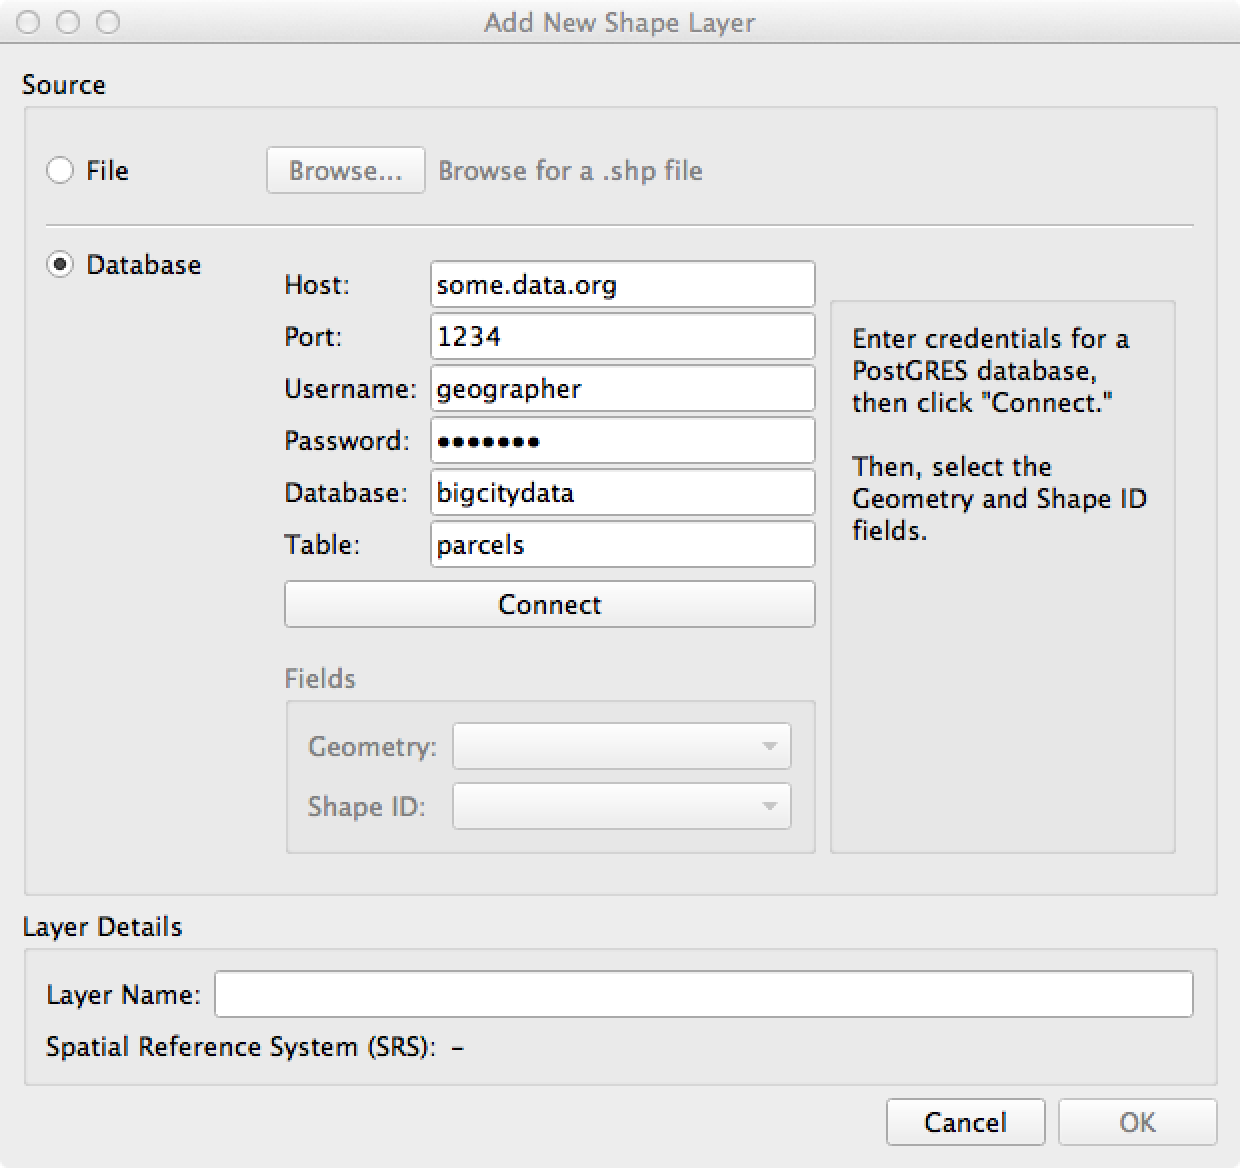 Add New Shape Layer
Source
File
Browse...
Browse for a .shp file
Database
Host:
some.data.org
Port:
1234
Username:
geographer
Password:
•••••••
Database:
bigcitydata
Table:
parcels
Connect
Enter credentials for a
PostGRES database,
then click "Connect."
Then, select the
Geometry and Shape ID
fields.
Fields
Geometry:
Shape ID:
Layer Details
Layer Name:
Spatial Reference System (SRS): –
Cancel
OK